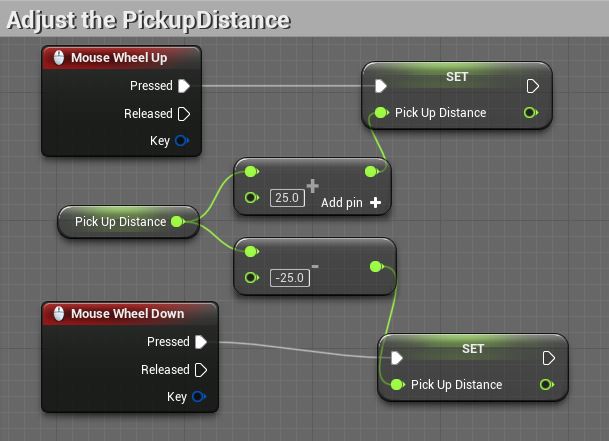 Adjust the PickupDistance
Mouse Wheel Up
Pressed
Released
Key
SET
Pick Up Distance
+
25.0
Add pin +
Pick Up Distance
-
-25.0
Mouse Wheel Down
Pressed
Released
Key
SET
Pick Up Distance